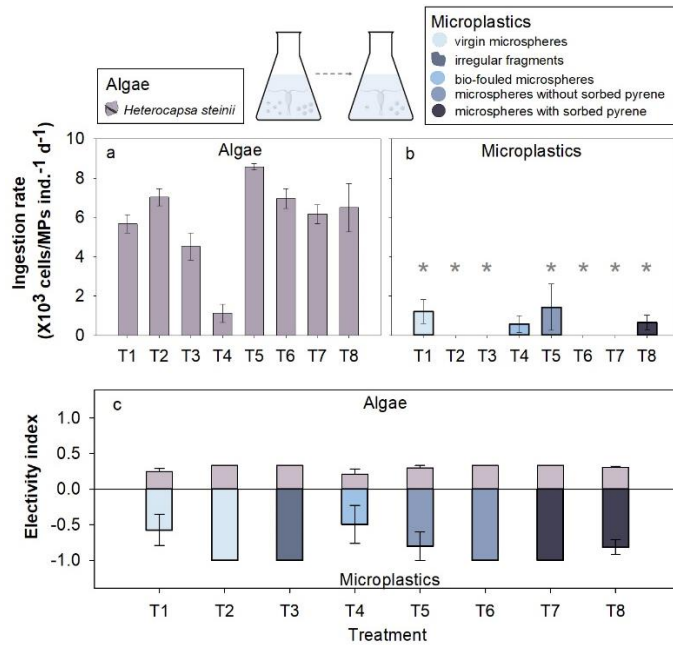 Algae
Heterocapsa steinii
Microplastics
virgin microspheres
irregular fragments
bio-fouled microspheres
microspheres without sorbed pyrene
microspheres with sorbed pyrene
Ingestion rate
(X10³ cells/MPs ind.⁻¹ d⁻¹)
a
Algae
10
8
6
4
2
0
T1 T2 T3 T4 T5 T6 T7 T8
b
Microplastics
* * * * * * * *
T1 T2 T3 T4 T5 T6 T7 T8
Electivity index
c
Algae
1.0
0.5
0.0
-0.5
-1.0
Microplastics
T1 T2 T3 T4 T5 T6 T7 T8
Treatment